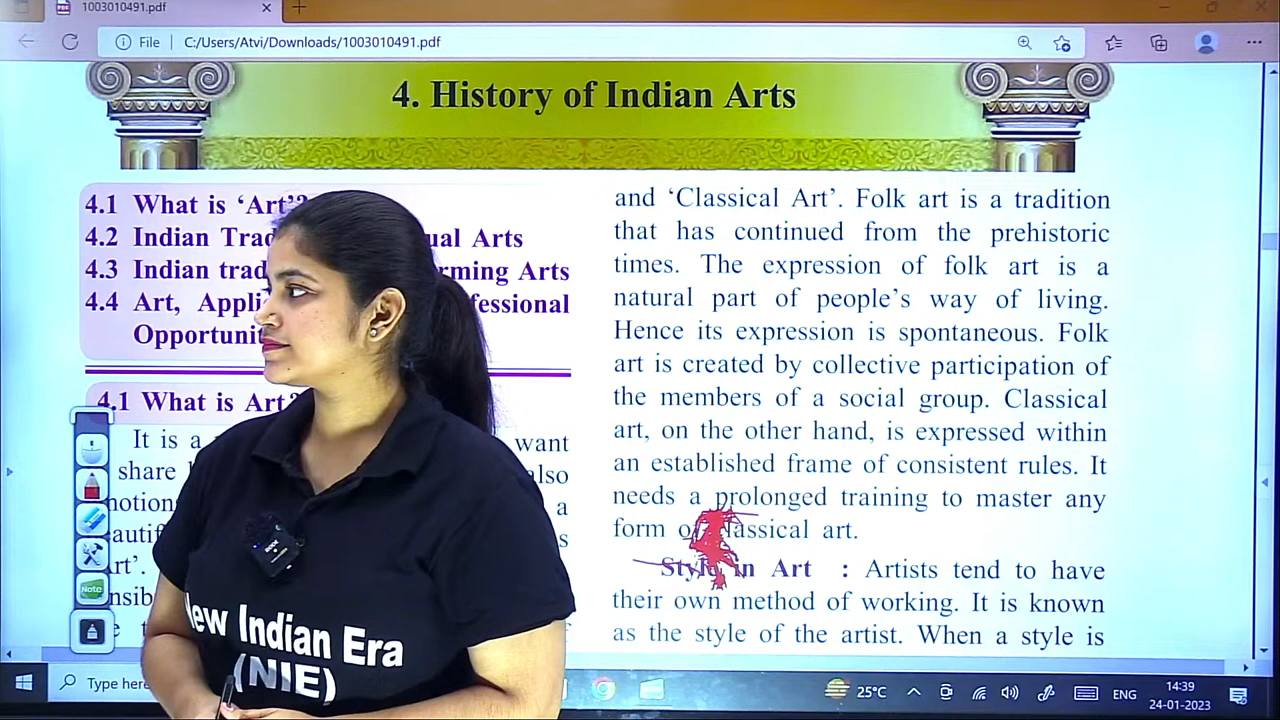 1003010491.pdf
File C:/Users/Atvi/Downloads/1003010491.pdf
4. History of Indian Arts
4.1 What is ‘Art’?
4.2 Indian Trad ual Arts
4.3 Indian trad rming Arts
4.4 Art, Appli fessional
Opportuni
4.1 What is Art?
It is a want
share also
motions a
eautif s
Art’.
nsib
and ‘Classical Art’. Folk art is a tradition
that has continued from the prehistoric
times. The expression of folk art is a
natural part of people’s way of living.
Hence its expression is spontaneous. Folk
art is created by collective participation of
the members of a social group. Classical
art, on the other hand, is expressed within
an established frame of consistent rules. It
needs a prolonged training to master any
form of classical art.
Style in Art : Artists tend to have
their own method of working. It is known
as the style of the artist. When a style is
Note
New Indian Era
(NIE)
Type here
25°C
ENG
14:39
24-01-2023